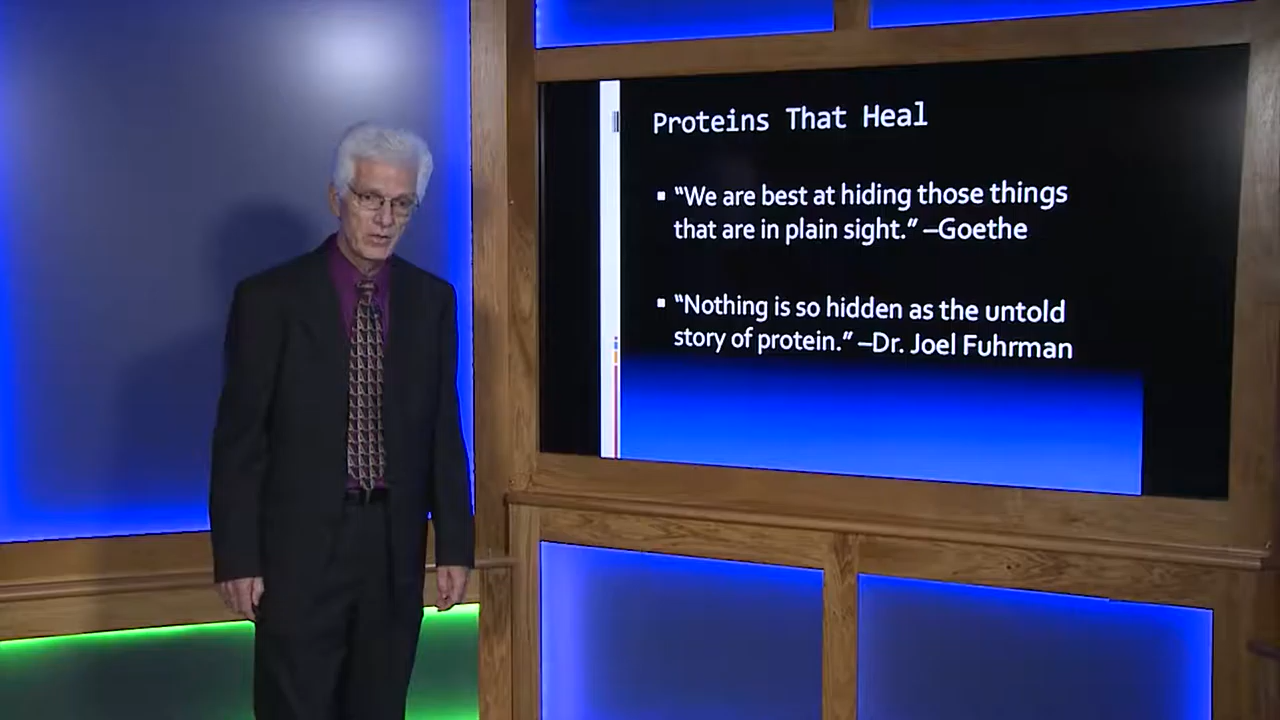 Proteins That Heal
▪ “We are best at hiding those things
that are in plain sight.” –Goethe
▪ “Nothing is so hidden as the untold
story of protein.” –Dr. Joel Fuhrman